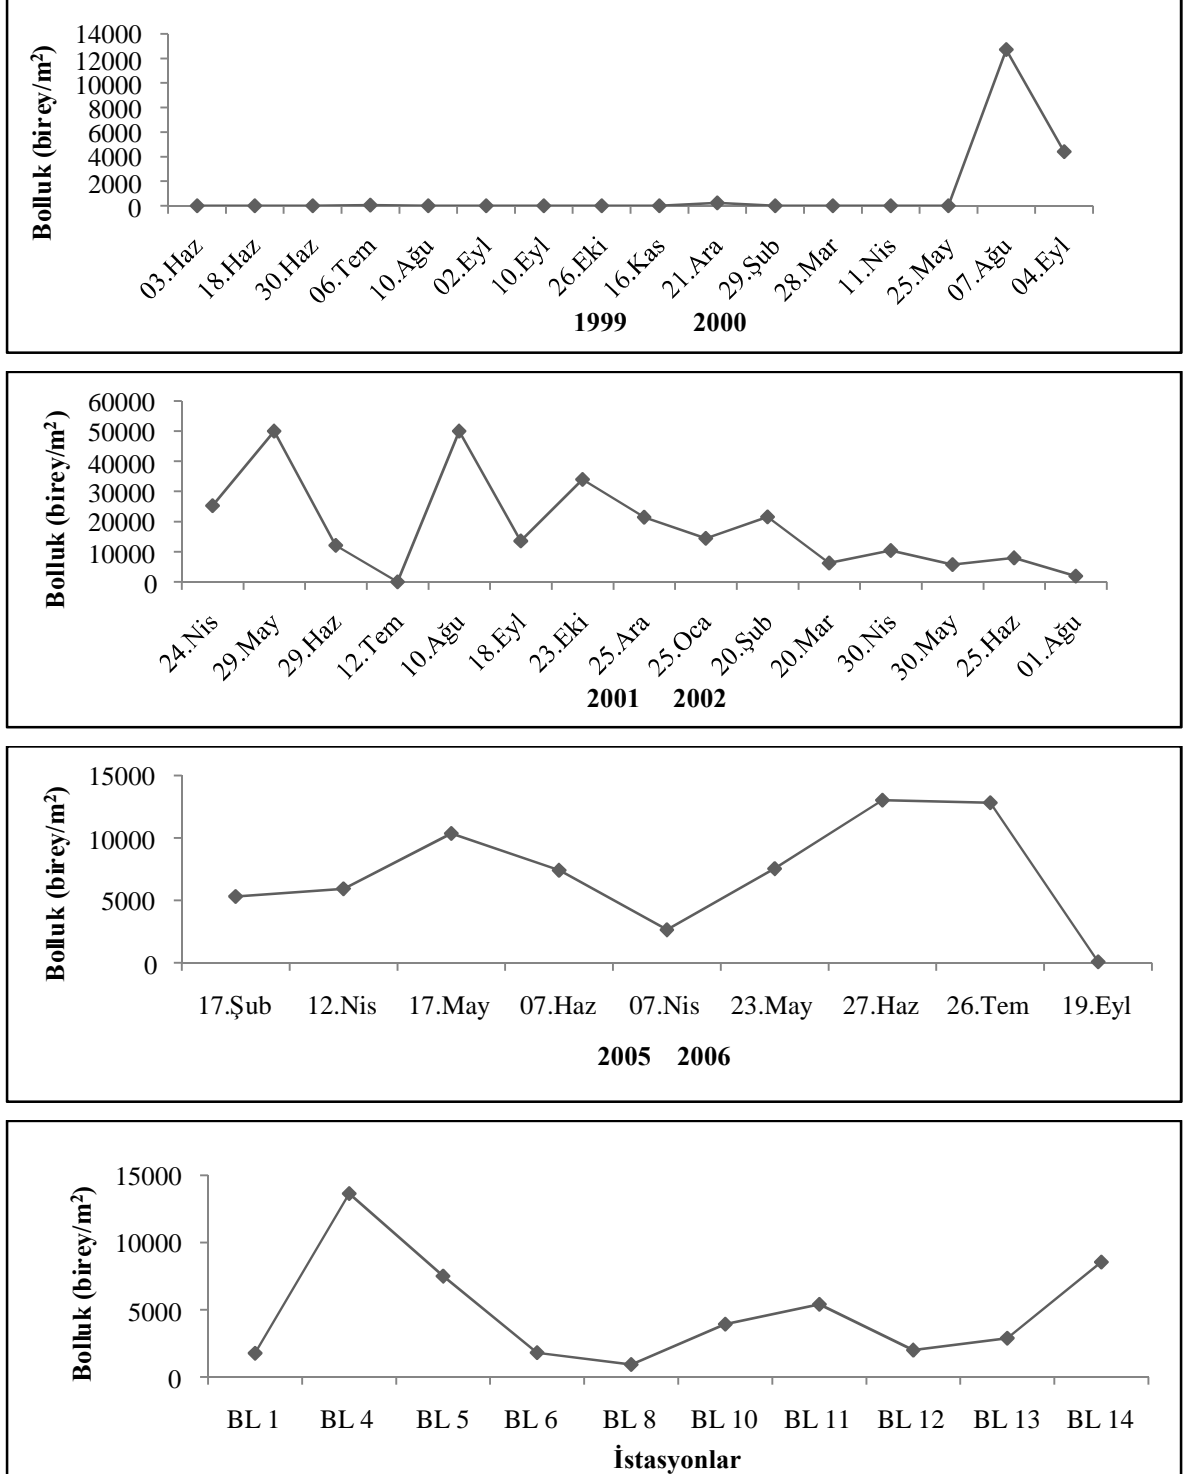 Bolluk (birey/m²)
14000
12000
10000
8000
6000
4000
2000
0
03.Haz 18.Haz 30.Haz 06.Tem 10.Ağu 02.Eyl 10.Eyl 26.Eki 16.Kas 21.Ara 29.Şub 28.Mar 11.Nis 25.May 07.Ağu 04.Eyl
1999 2000
Bolluk (birey/m²)
60000
50000
40000
30000
20000
10000
0
24.Nis 29.May 29.Haz 12.Tem 10.Ağu 18.Eyl 23.Eki 25.Ara 25.Oca 20.Şub 20.Mar 30.Nis 30.May 25.Haz 01.Ağu
2001 2002
Bolluk (birey/m²)
15000
10000
5000
0
17.Şub 12.Nis 17.May 07.Haz 07.Nis 23.May 27.Haz 26.Tem 19.Eyl
2005 2006
Bolluk (birey/m²)
15000
10000
5000
0
BL 1 BL 4 BL 5 BL 6 BL 8 BL 10 BL 11 BL 12 BL 13 BL 14
İstasyonlar